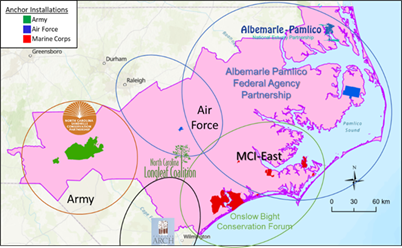 Anchor Installations
Army
Air Force
Marine Corps
Greensboro
Durham
Raleigh
Albemarle-Pamlico
National Estuary Partnership
Albemarle Pamlico
Federal Agency
Partnership
Pamlico
Sound
Air
Force
North Carolina
Longleaf Coalition
MCI-East
Army
Onslow Bight
Conservation Forum
Wilmington
ARCH
N
0
30
60 km